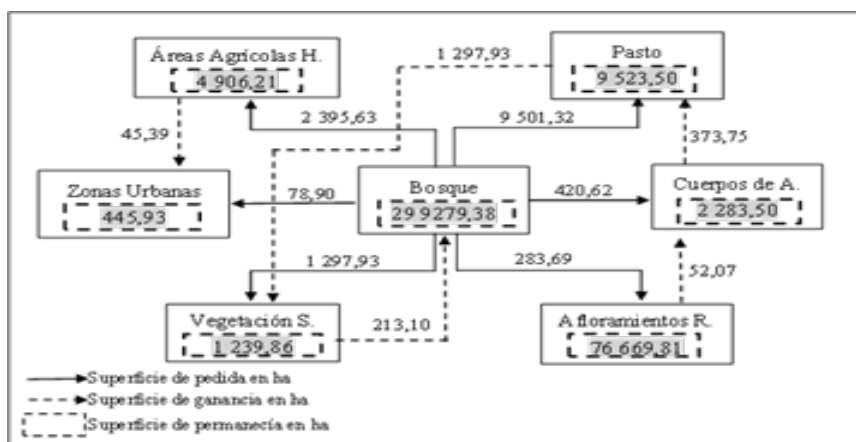 Áreas Agrícolas H.
4 906,21
1 297,93
Pasto
9 523,50
2 395,63
9 501,32
45,39
373,75
Zonas Urbanas
445,93
78,90
Bosque
29 9279,38
420,62
Cuerpos de A.
2 283,50
1 297,93
283,69
52,07
Vegetación S.
1 239,86
213,10
Afloramientos R.
76 669,81
Superficie de pedida en ha
Superficie de ganancia en ha
Superficie de permanecía en ha